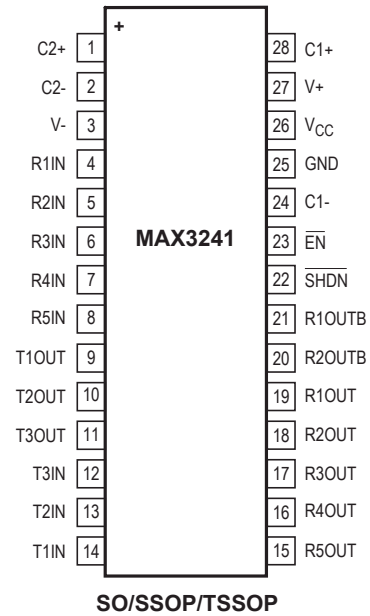 +
C2+ 1 28 C1+
C2- 2 27 V+
V- 3 26 VCC
R1IN 4 25 GND
R2IN 5 24 C1-
R3IN 6 MAX3241 23 EN
R4IN 7 22 SHDN
R5IN 8 21 R1OUTB
T1OUT 9 20 R2OUTB
T2OUT 10 19 R1OUT
T3OUT 11 18 R2OUT
T3IN 12 17 R3OUT
T2IN 13 16 R4OUT
T1IN 14 15 R5OUT
SO/SSOP/TSSOP